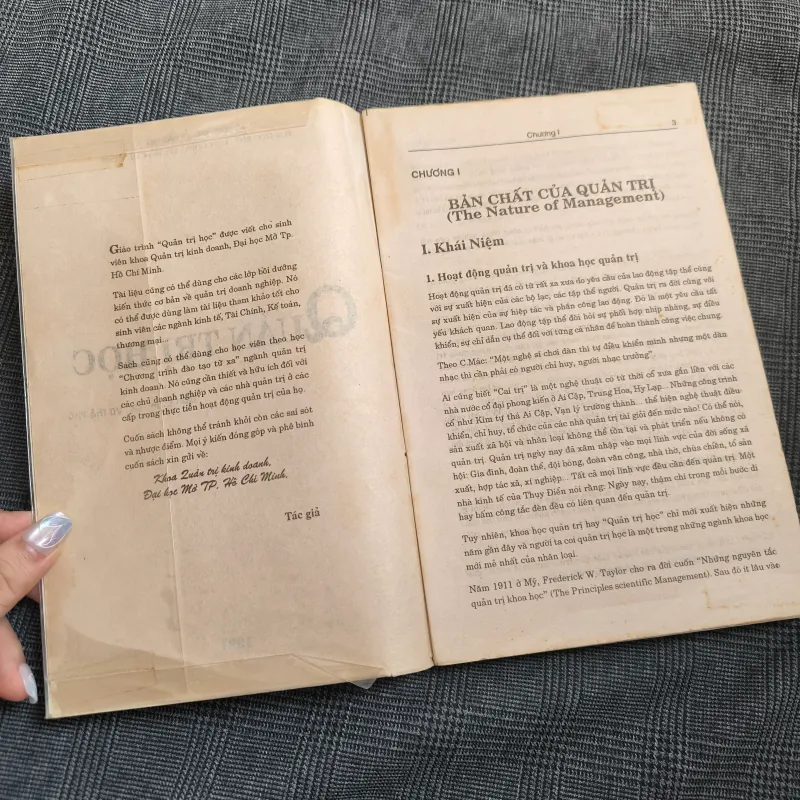 Giáo trình "Quản trị học" được viết cho sinh
viên khoa Quản trị kinh doanh, Đại học Mở Tp.
Hồ Chí Minh.
Tài liệu cũng có thể dùng cho các lớp bồi dưỡng
kiến thức cơ bản về quản trị doanh nghiệp. Nó
có thể được dùng làm tài liệu tham khảo tốt cho
sinh viên các ngành kinh tế, Tài Chính, Kế toán,
thương mại...
Sách cũng có thể dùng cho học viên theo học
"Chương trình đào tạo từ xa" ngành quản trị
kinh doanh. Nó cũng cần thiết và hữu ích đối với
các chủ doanh nghiệp và các nhà quản trị ở các
cấp trong thực tiễn hoạt động quản trị của họ.
Cuốn sách không thể tránh khỏi còn các sai sót
và nhược điểm. Mọi ý kiến đóng góp và phê bình
cuốn sách xin gửi về:
Khoa Quản trị kinh doanh,
Đại học Mở TP. Hồ Chí Minh.
Tác giả
Chương I 3
CHƯƠNG I
BẢN CHẤT CỦA QUẢN TRỊ
(The Nature of Management)
I. Khái Niệm
1. Hoạt động quản trị và khoa học quản trị
Hoạt động quản trị đã có từ rất xa xưa do yêu cầu của lao động tập thể cùng
với sự xuất hiện của các bộ lạc, các tập thể người. Quản trị ra đời cùng với
sự xuất hiện của sự hiệp tác và phân công lao động. Đó là một yêu cầu tất
yếu khách quan. Lao động tập thể đòi hỏi sự phối hợp nhịp nhàng, sự điều
khiển, sự chỉ dẫn cụ thể đối với từng cá nhân để hoàn thành công việc chung.
Theo C.Mác: "Một nghệ sĩ chơi đàn thì tự điều khiển mình nhưng một dàn
nhạc thì cần phải có người chỉ huy, người nhạc trưởng".
Ai cũng biết "Cai trị" là một nghệ thuật có từ thời cổ xưa gắn liền với các
nhà nước cổ đại phong kiến ở Ai Cập, Trung Hoa, Hy Lạp... Những công trình
cổ như Kim tự thá Ai Cập, Vạn lý trường thành... thể hiện nghệ thuật điều
khiển, chỉ huy, tổ chức của các nhà quản trị tài giỏi đến mức nào! Có thể nói,
sản xuất xã hội và nhân loại không thể tồn tại và phát triển nếu không có
quản trị. Quản trị ngày nay đã xâm nhập vào mọi lĩnh vực của đời sống xã
hội: Gia đình, đoàn thể, đội bóng, đoàn văn công, nhà thờ, chùa chiền, tổ sản
xuất, hợp tác xã, xí nghiệp... Tất cả mọi lĩnh vực đều cần đến quản trị. Một
nhà kinh tế của Thụy Điển nói rằng: Ngày nay, thậm chí trong mỗi bước đi
hay bấm công tắc đèn đều có liên quan đến quản trị.
Tuy nhiên, khoa học quản trị hay "Quản trị học" chỉ mới xuất hiện những
năm gần đây và người ta coi quản trị học là một trong những ngành khoa học
mới mẻ nhất của nhân loại.
Năm 1911 ở Mỹ, Frederick W. Taylor cho ra đời cuốn "Những nguyên tắc
quản trị khoa học" (The Principles scientific Management). Sau đó ít lâu vào